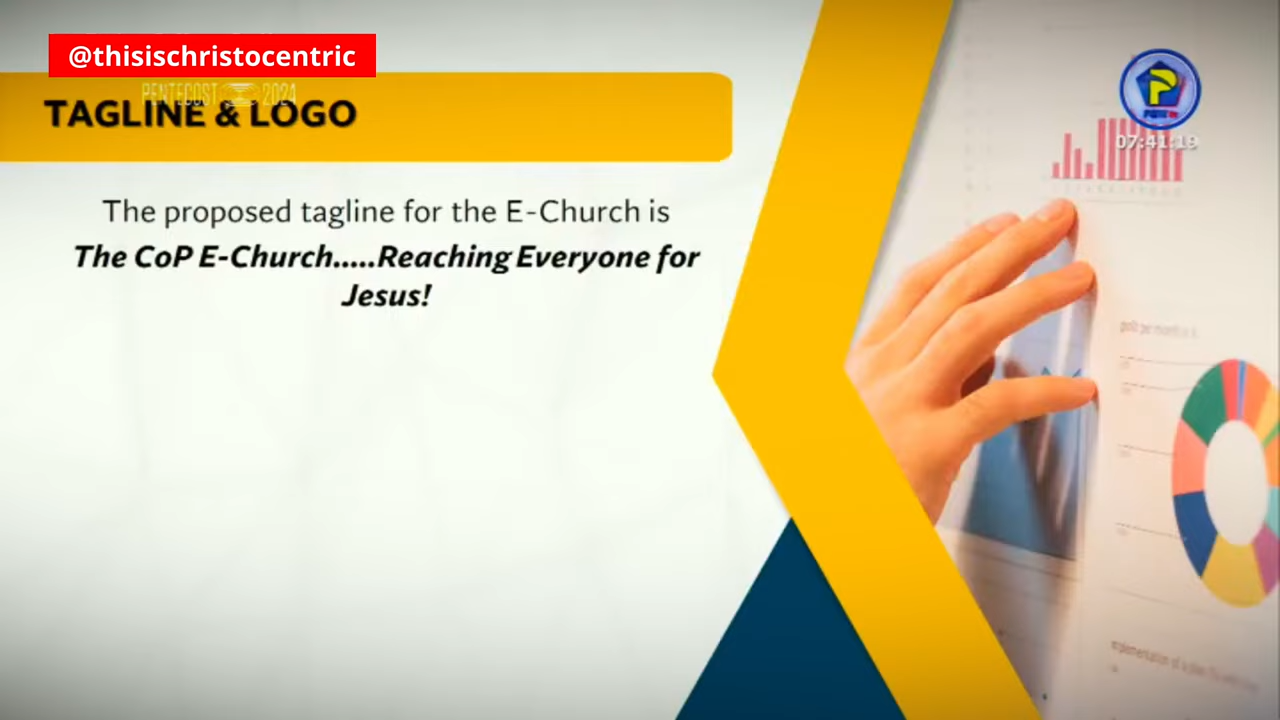 @thisischristocentric
PENTECOST 2024
TAGLINE & LOGO
07:41:19
The proposed tagline for the E-Church is
The CoP E-Church.....Reaching Everyone for
Jesus!